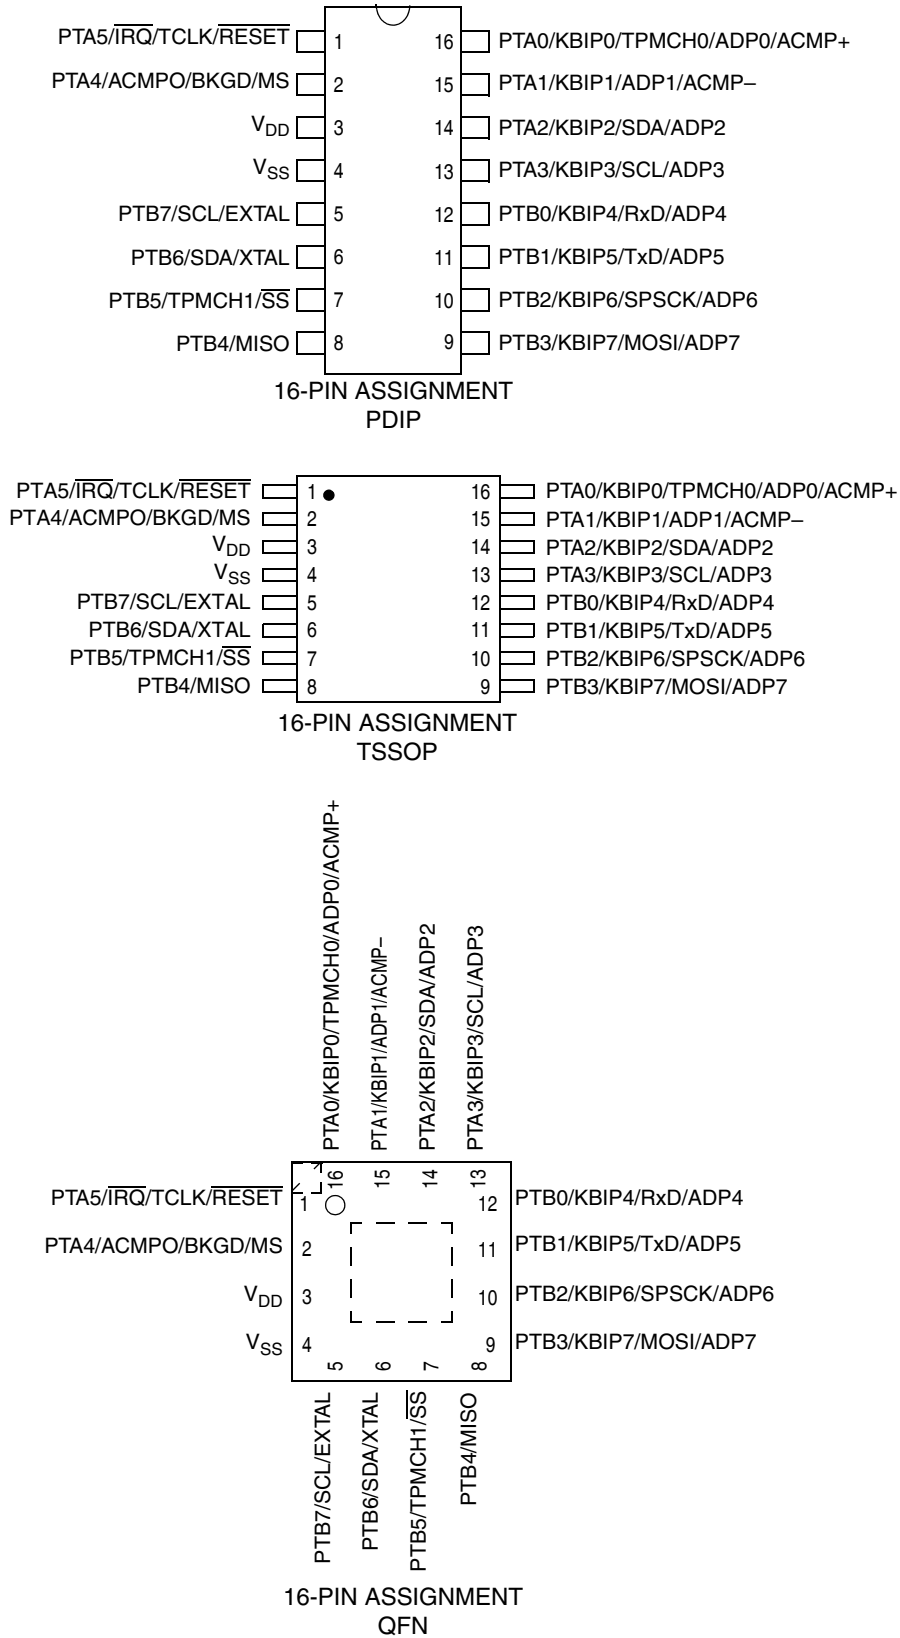 PTA5/IRQ/TCLK/RESET 1 16 PTA0/KBIP0/TPMCH0/ADP0/ACMP+
PTA4/ACMPO/BKGD/MS 2 15 PTA1/KBIP1/ADP1/ACMP–
VDD 3 14 PTA2/KBIP2/SDA/ADP2
VSS 4 13 PTA3/KBIP3/SCL/ADP3
PTB7/SCL/EXTAL 5 12 PTB0/KBIP4/RxD/ADP4
PTB6/SDA/XTAL 6 11 PTB1/KBIP5/TxD/ADP5
PTB5/TPMCH1/SS 7 10 PTB2/KBIP6/SPSCK/ADP6
PTB4/MISO 8 9 PTB3/KBIP7/MOSI/ADP7
16-PIN ASSIGNMENT
PDIP
PTA5/IRQ/TCLK/RESET 1 16 PTA0/KBIP0/TPMCH0/ADP0/ACMP+
PTA4/ACMPO/BKGD/MS 2 15 PTA1/KBIP1/ADP1/ACMP–
VDD 3 14 PTA2/KBIP2/SDA/ADP2
VSS 4 13 PTA3/KBIP3/SCL/ADP3
PTB7/SCL/EXTAL 5 12 PTB0/KBIP4/RxD/ADP4
PTB6/SDA/XTAL 6 11 PTB1/KBIP5/TxD/ADP5
PTB5/TPMCH1/SS 7 10 PTB2/KBIP6/SPSCK/ADP6
PTB4/MISO 8 9 PTB3/KBIP7/MOSI/ADP7
16-PIN ASSIGNMENT
TSSOP
PTA0/KBIP0/TPMCH0/ADP0/ACMP+
PTA1/KBIP1/ADP1/ACMP–
PTA2/KBIP2/SDA/ADP2
PTA3/KBIP3/SCL/ADP3
16 15 14 13
PTA5/IRQ/TCLK/RESET 1 12 PTB0/KBIP4/RxD/ADP4
PTA4/ACMPO/BKGD/MS 2 11 PTB1/KBIP5/TxD/ADP5
VDD 3 10 PTB2/KBIP6/SPSCK/ADP6
VSS 4 9 PTB3/KBIP7/MOSI/ADP7
5 6 7 8
PTB7/SCL/EXTAL
PTB6/SDA/XTAL
PTB5/TPMCH1/SS
PTB4/MISO
16-PIN ASSIGNMENT
QFN